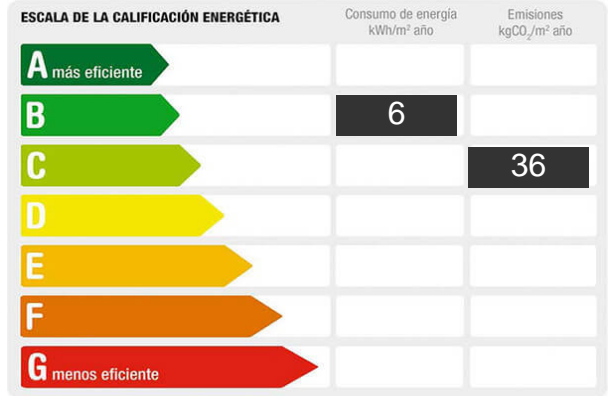 ESCALA DE LA CALIFICACIÓN ENERGÉTICA
Consumo de energía
kWh/m² año
Emisiones
kgCO₂/m² año
A más eficiente
B
6
C
36
D
E
F
G menos eficiente